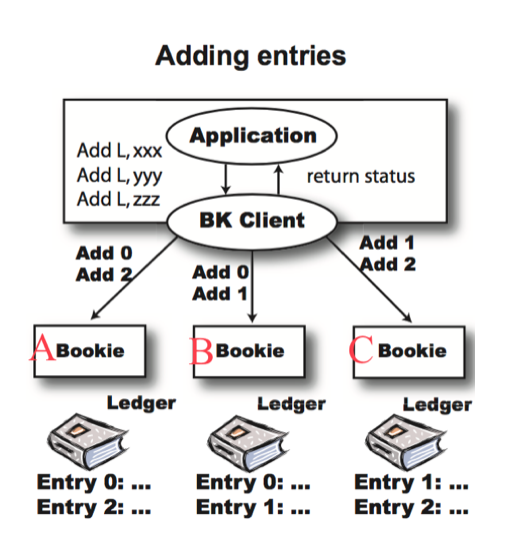 Adding entries
Application
Add L,xxx
Add L,yyy
Add L,zzz
return status
BK Client
Add 0
Add 2
Add 0
Add 1
Add 1
Add 2
A Bookie
B Bookie
C Bookie
Ledger
Ledger
Ledger
Entry 0: ...
Entry 2: ...
Entry 0: ...
Entry 1: ...
Entry 1: ...
Entry 2: ...